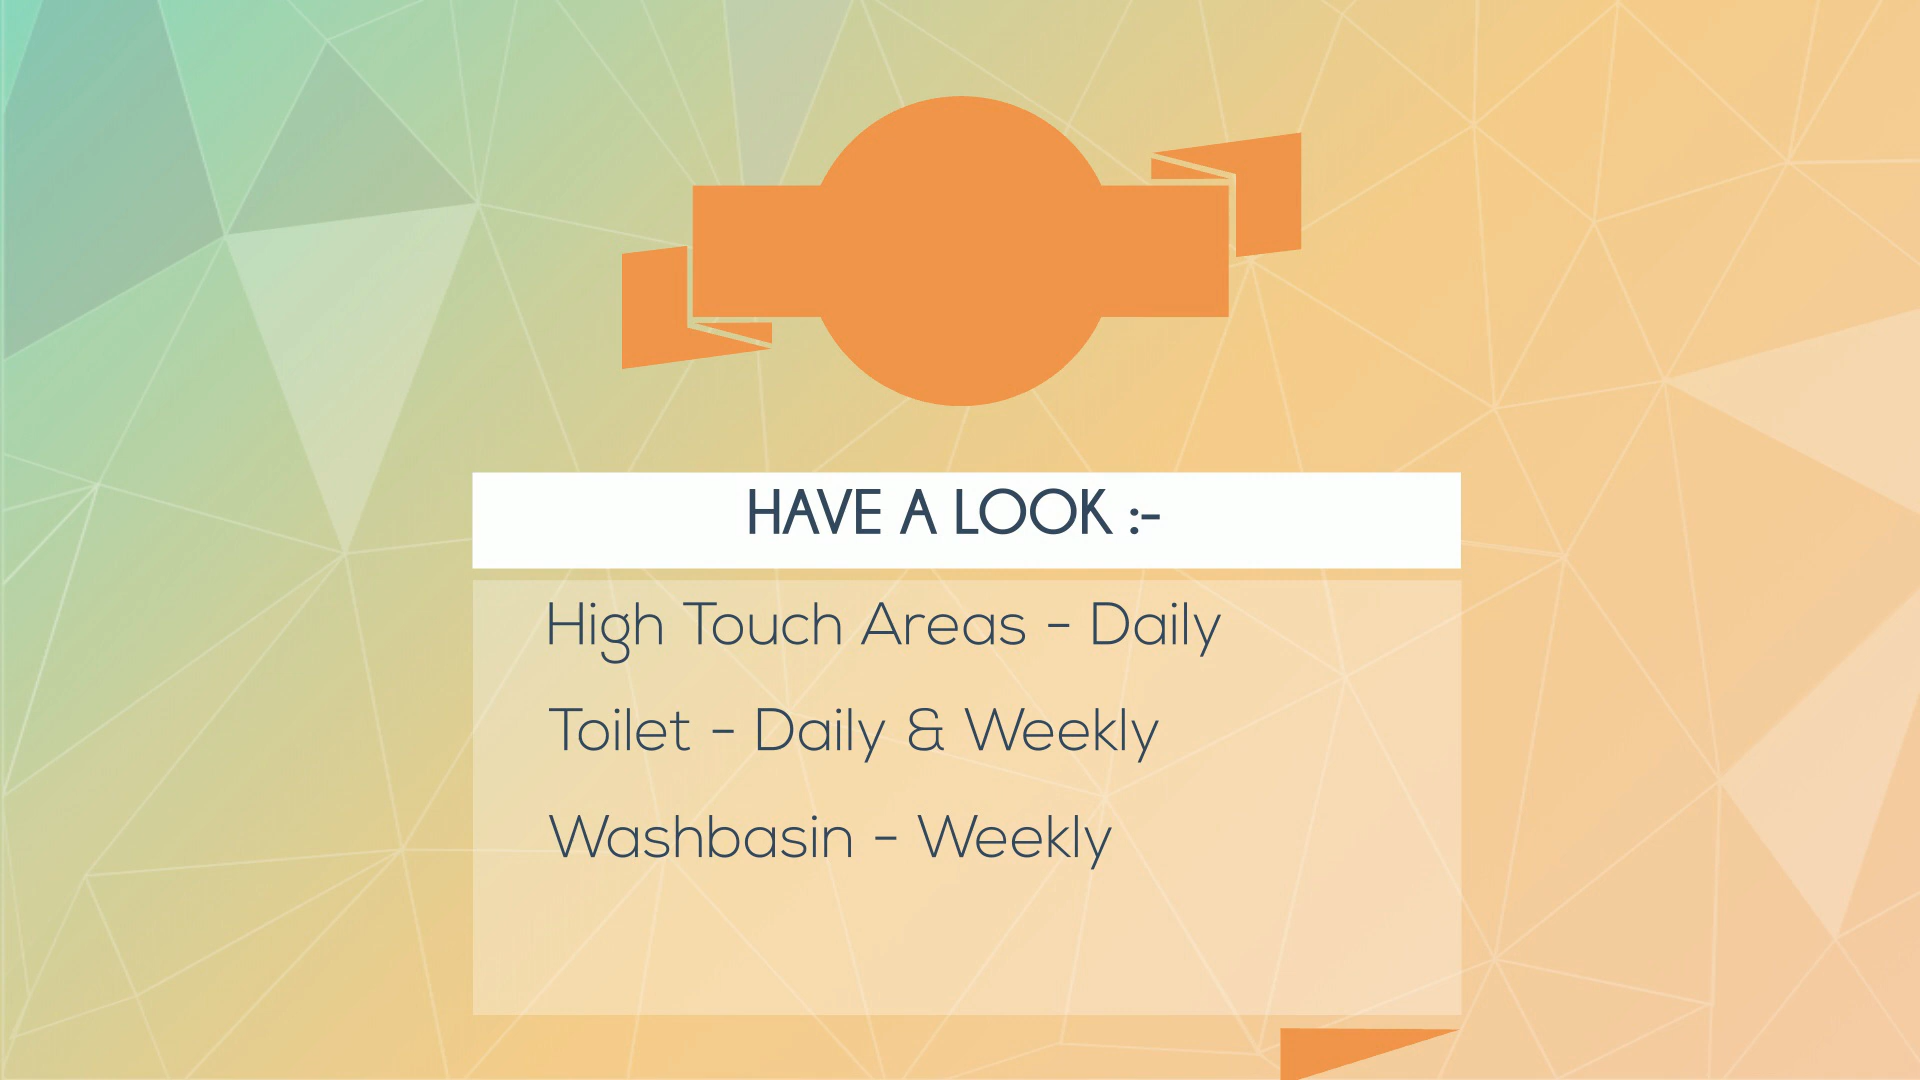 HAVE A LOOK :-
High Touch Areas - Daily
Toilet - Daily & Weekly
Washbasin - Weekly